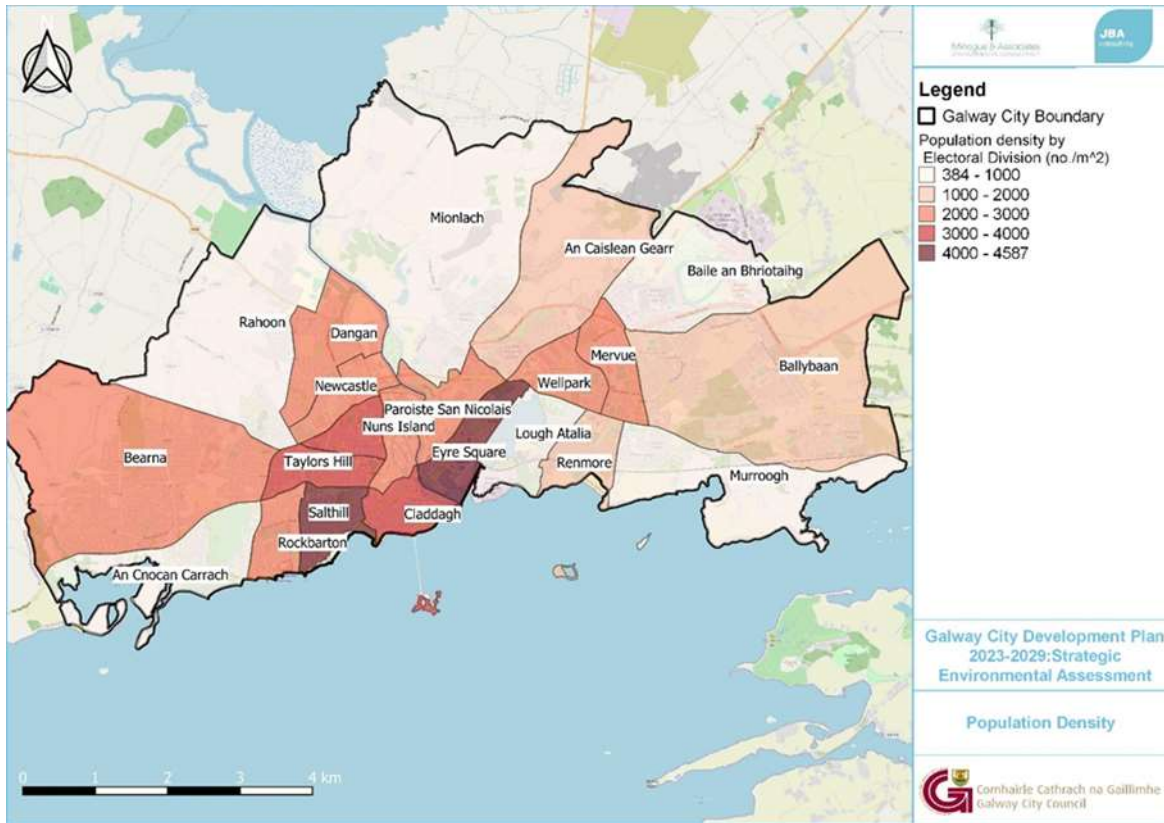 N
Mionlach
An Caislean Gearr
Baile an Bhriotaihg
Rahoon
Dangan
Mervue
Ballybaan
Newcastle
Wellpark
Paroiste San Nicolais
Nuns Island
Lough Atalia
Bearna
Taylors Hill
Eyre Square
Renmore
Murroogh
Salthill
Claddagh
Rockbarton
An Cnocan Carrach
0 1 2 3 4 km
Minogue & Associates
JBA
consulting
Legend
Galway City Boundary
Population density by
Electoral Division (no./m^2)
384 - 1000
1000 - 2000
2000 - 3000
3000 - 4000
4000 - 4587
Galway City Development Plan
2023-2029:Strategic
Environmental Assessment
Population Density
Comhairle Cathrach na Gaillimhe
Galway City Council